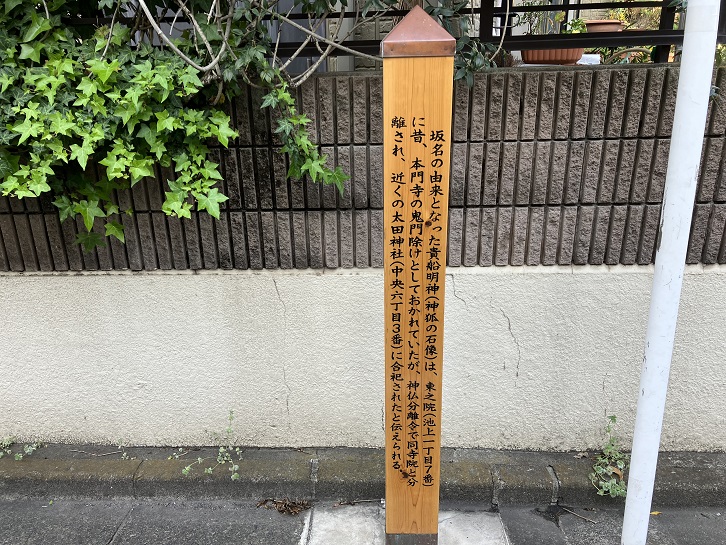 坂名の由来となった貴船明神(神狐の石像)は、東之院(池上一丁目7番)
に昔、本門寺の鬼門除けとしておかれていたが、神仏分離令で同寺院と分
離され、近くの太田神社(中央六丁目3番)に合祀されたと伝えられる。